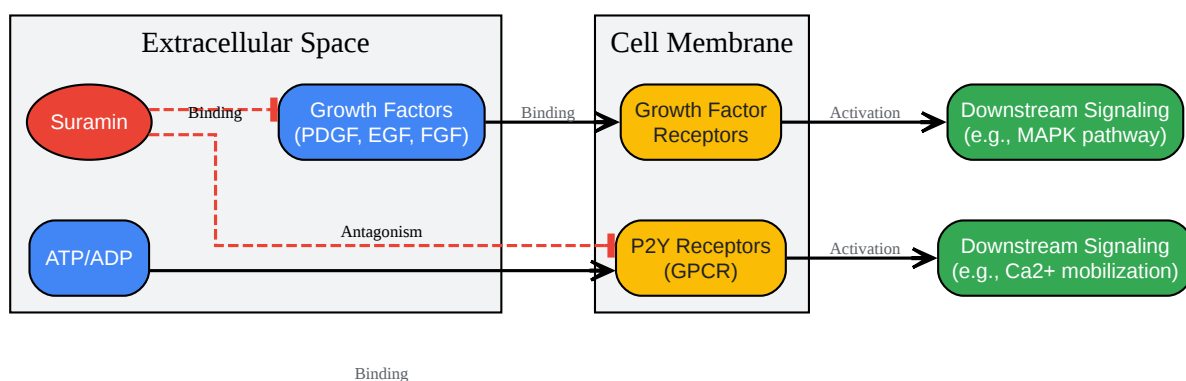 Extracellular Space
Cell Membrane
Suramin
Binding
Growth Factors
(PDGF, EGF, FGF)
Binding
Growth Factor
Receptors
Activation
Downstream Signaling
(e.g., MAPK pathway)
Antagonism
ATP/ADP
P2Y Receptors
(GPCR)
Activation
Downstream Signaling
(e.g., Ca2+ mobilization)
Binding